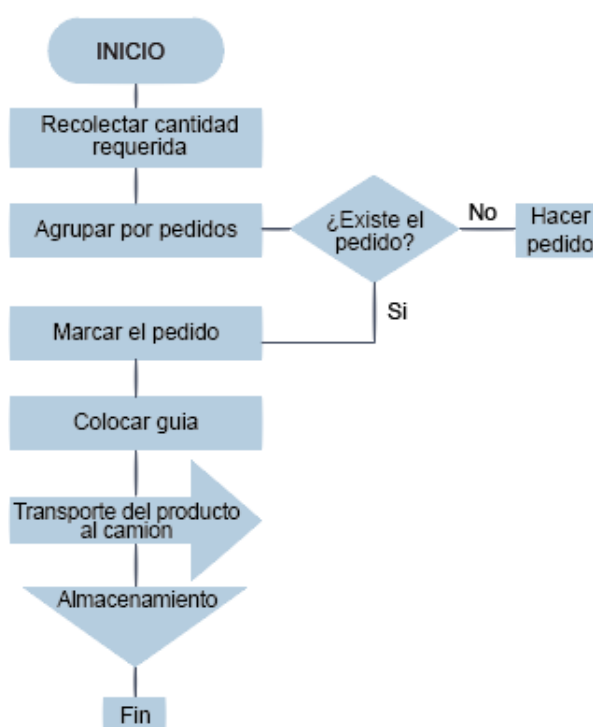 INICIO
Recolectar cantidad
requerida
Agrupar por pedidos
¿Existe el
pedido?
No
Hacer
pedido
Si
Marcar el pedido
Colocar guia
Transporte del producto
al camion
Almacenamiento
Fin